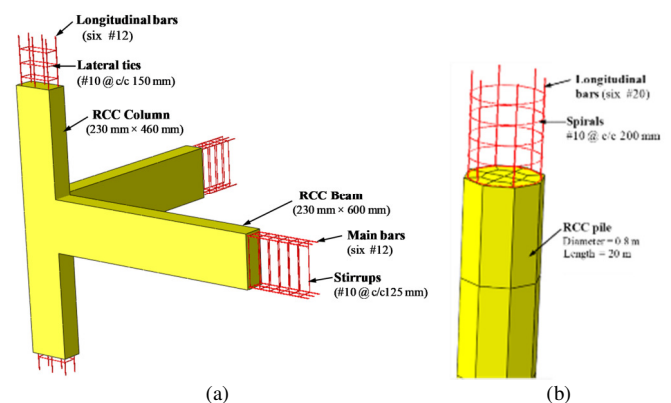 Longitudinal bars
(six #12)
Lateral ties
(#10 @ c/c 150 mm)
RCC Column
(230 mm × 460 mm)
RCC Beam
(230 mm × 600 mm)
Main bars
(six #12)
Stirrups
(#10 @ c/c125 mm)
(a)
Longitudinal
bars (six #20)
Spirals
#10 @ c/c 200 mm
RCC pile
Diameter = 0.8 m
Length = 20 m
(b)